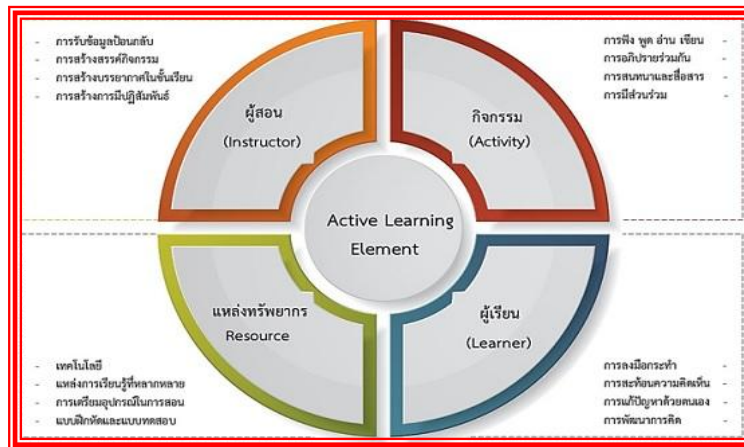 - การรับข้อมูลป้อนกลับ
- การสร้างสรรค์กิจกรรม
- การสร้างบรรยากาศในชั้นเรียน
- การสร้างการมีปฏิสัมพันธ์
ผู้สอน
(Instructor)
- การฟัง พูด อ่าน เขียน
- การอภิปรายร่วมกัน
- การสนทนาและสื่อสาร
- การมีส่วนร่วม
กิจกรรม
(Activity)
Active Learning
Element
แหล่งทรัพยากร
Resource
- เทคโนโลยี
- แหล่งการเรียนรู้ที่หลากหลาย
- การเตรียมอุปกรณ์ในการสอน
- แบบฝึกหัดและแบบทดสอบ
ผู้เรียน
(Learner)
- การลงมือกระทำ
- การสะท้อนความคิดเห็น
- การแก้ปัญหาด้วยตนเอง
- การพัฒนาการคิด